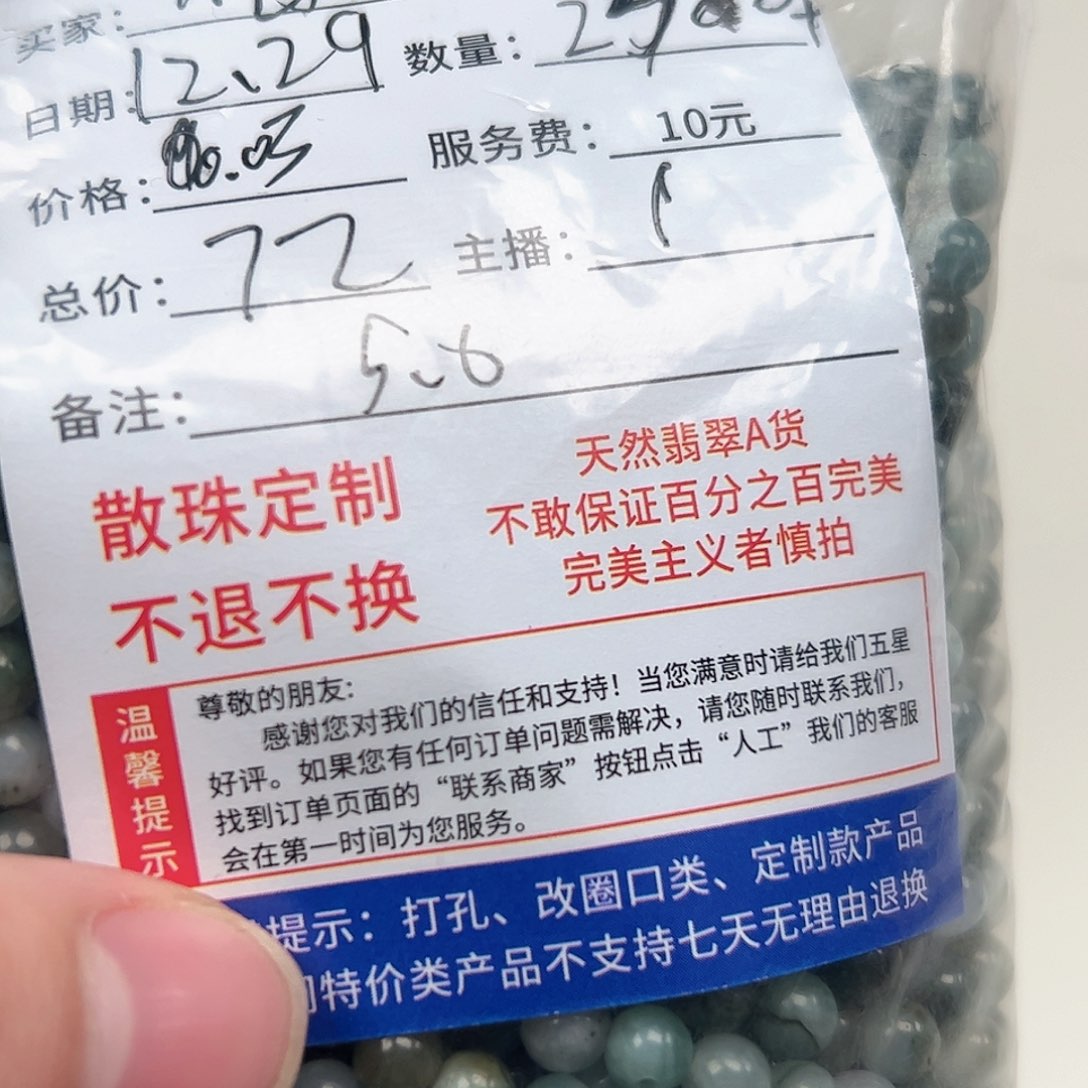 买家：
日期：12、29 数量：
价格： 服务费：10元
总价：72 主播：
备注：5.6
散珠定制
不退不换
天然翡翠A货
不敢保证百分之百完美
完美主义者慎拍
温馨提示
尊敬的朋友：
感谢您对我们的信任和支持！当您满意时请给我们五星
好评。如果您有任何订单问题需解决，请您随时联系我们，
找到订单页面的“联系商家”按钮点击“人工”我们的客服
会在第一时间为您服务。
提示：打孔、改圈口类、定制款产品
特价类产品不支持七天无理由退换